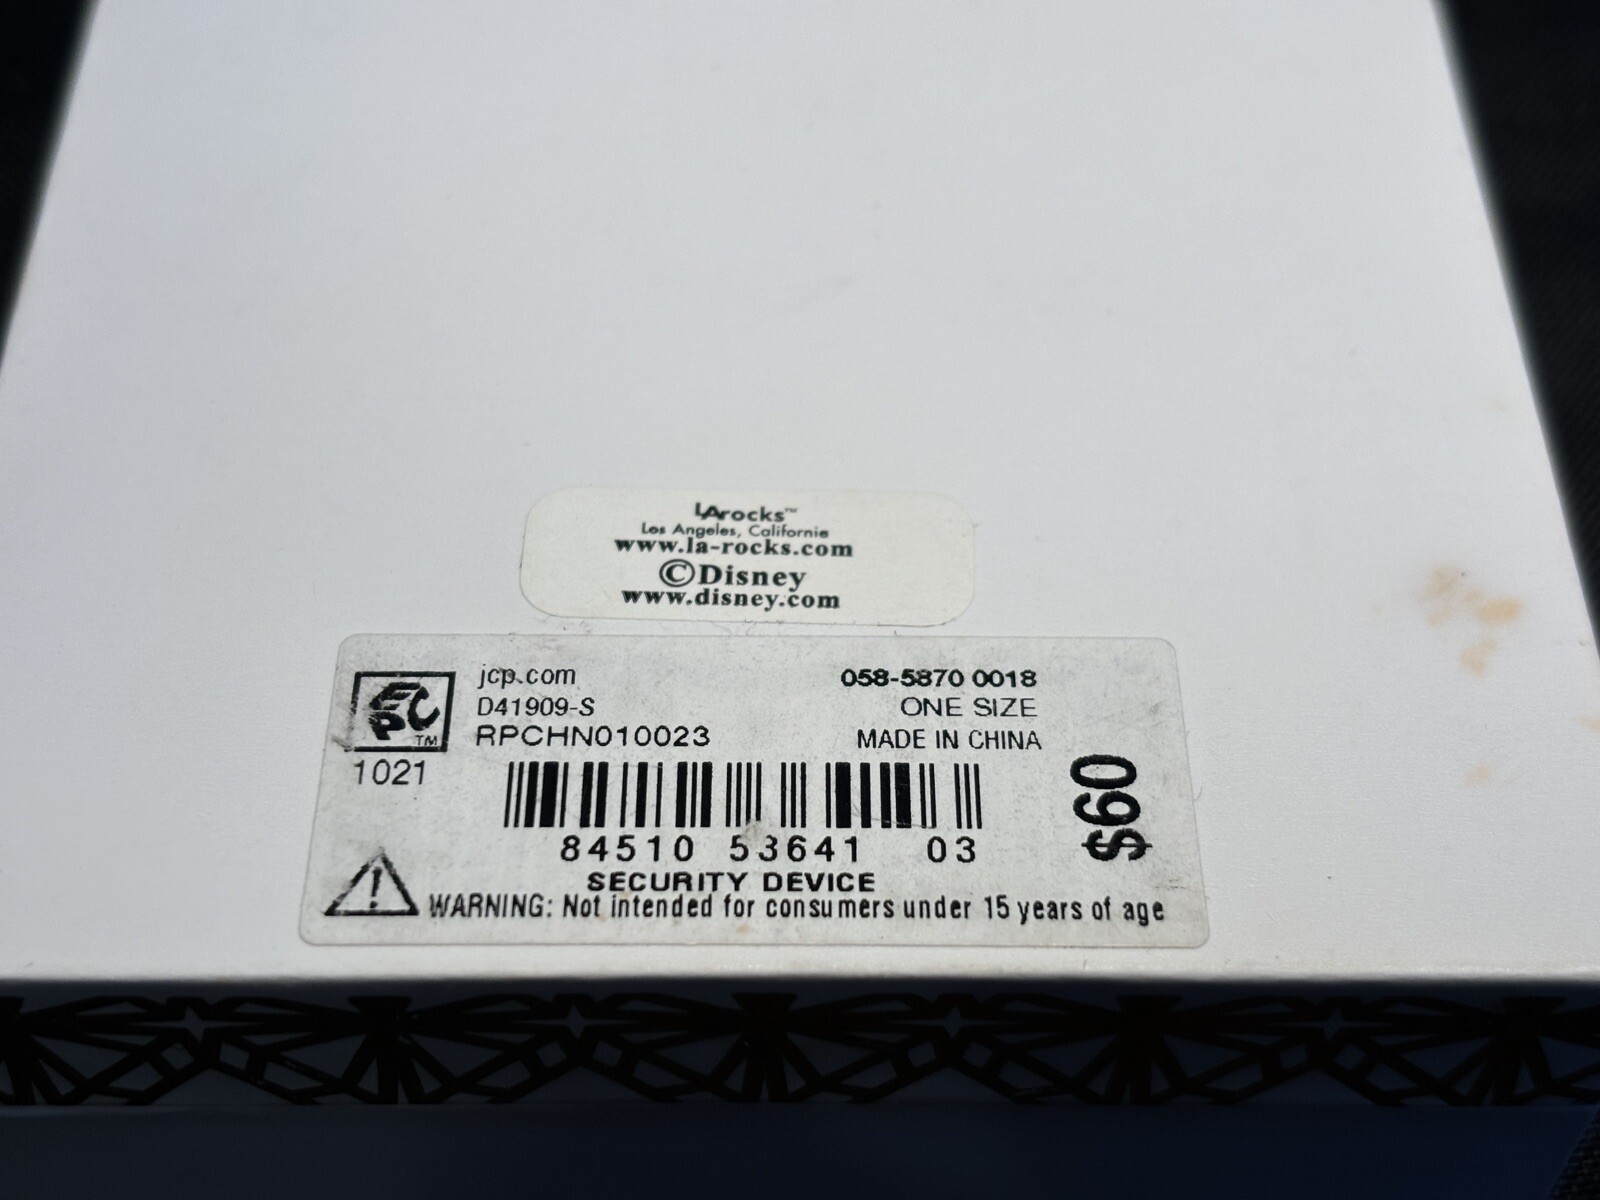 LArocks™
Los Angeles, Californie
www.la-rocks.com
©Disney
www.disney.com
EPC TM
1021
jcp.com
D41909-S
RPCHN010023
058-5870 0018
ONE SIZE
MADE IN CHINA
84510 53641 03
$60
SECURITY DEVICE
WARNING: Not intended for consumers under 15 years of age